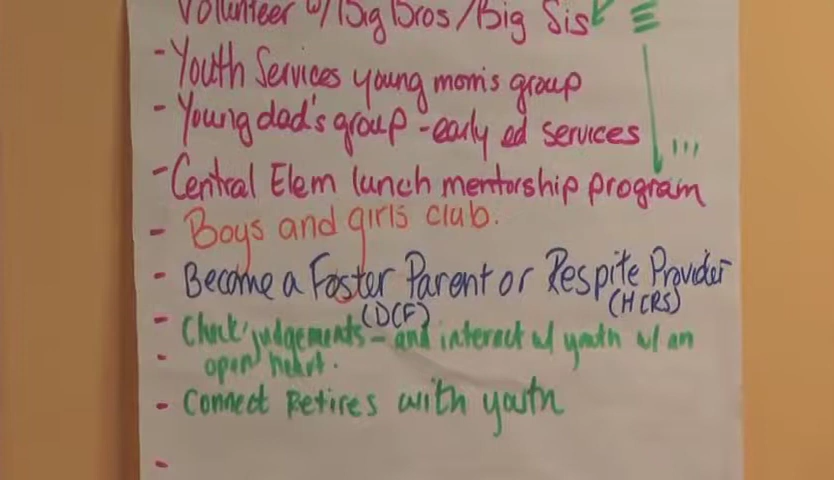 Volunteer w/ Big Bros/Big Sis
- Youth Services young mom's group
- Young dad's group - early ed services
...
- Central Elem lunch mentorship program
- Boys and girls club.
- Become a Foster Parent or Respite Provider
(DCF) (HCRS)
- Check judgements - and interact w/ youth w/ an
- open heart.
- Connect Retires with youth
-